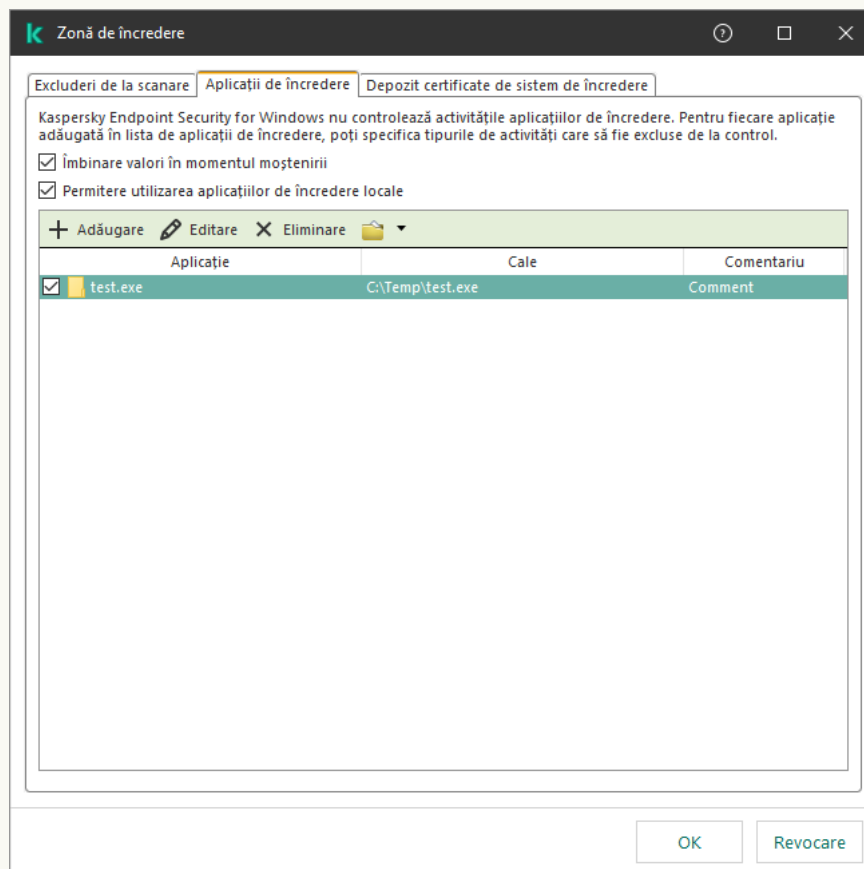 Zonă de încredere
Excluderi de la scanare Aplicații de încredere Depozit certificate de sistem de încredere
Kaspersky Endpoint Security for Windows nu controlează activitățile aplicațiilor de încredere. Pentru fiecare aplicație
adăugată în lista de aplicații de încredere, poți specifica tipurile de activități care să fie excluse de la control.
Îmbinare valori în momentul moștenirii
Permitere utilizarea aplicațiilor de încredere locale
Adăugare Editare Eliminare
Aplicație Cale Comentariu
test.exe C:\Temp\test.exe Comment
OK Revocare